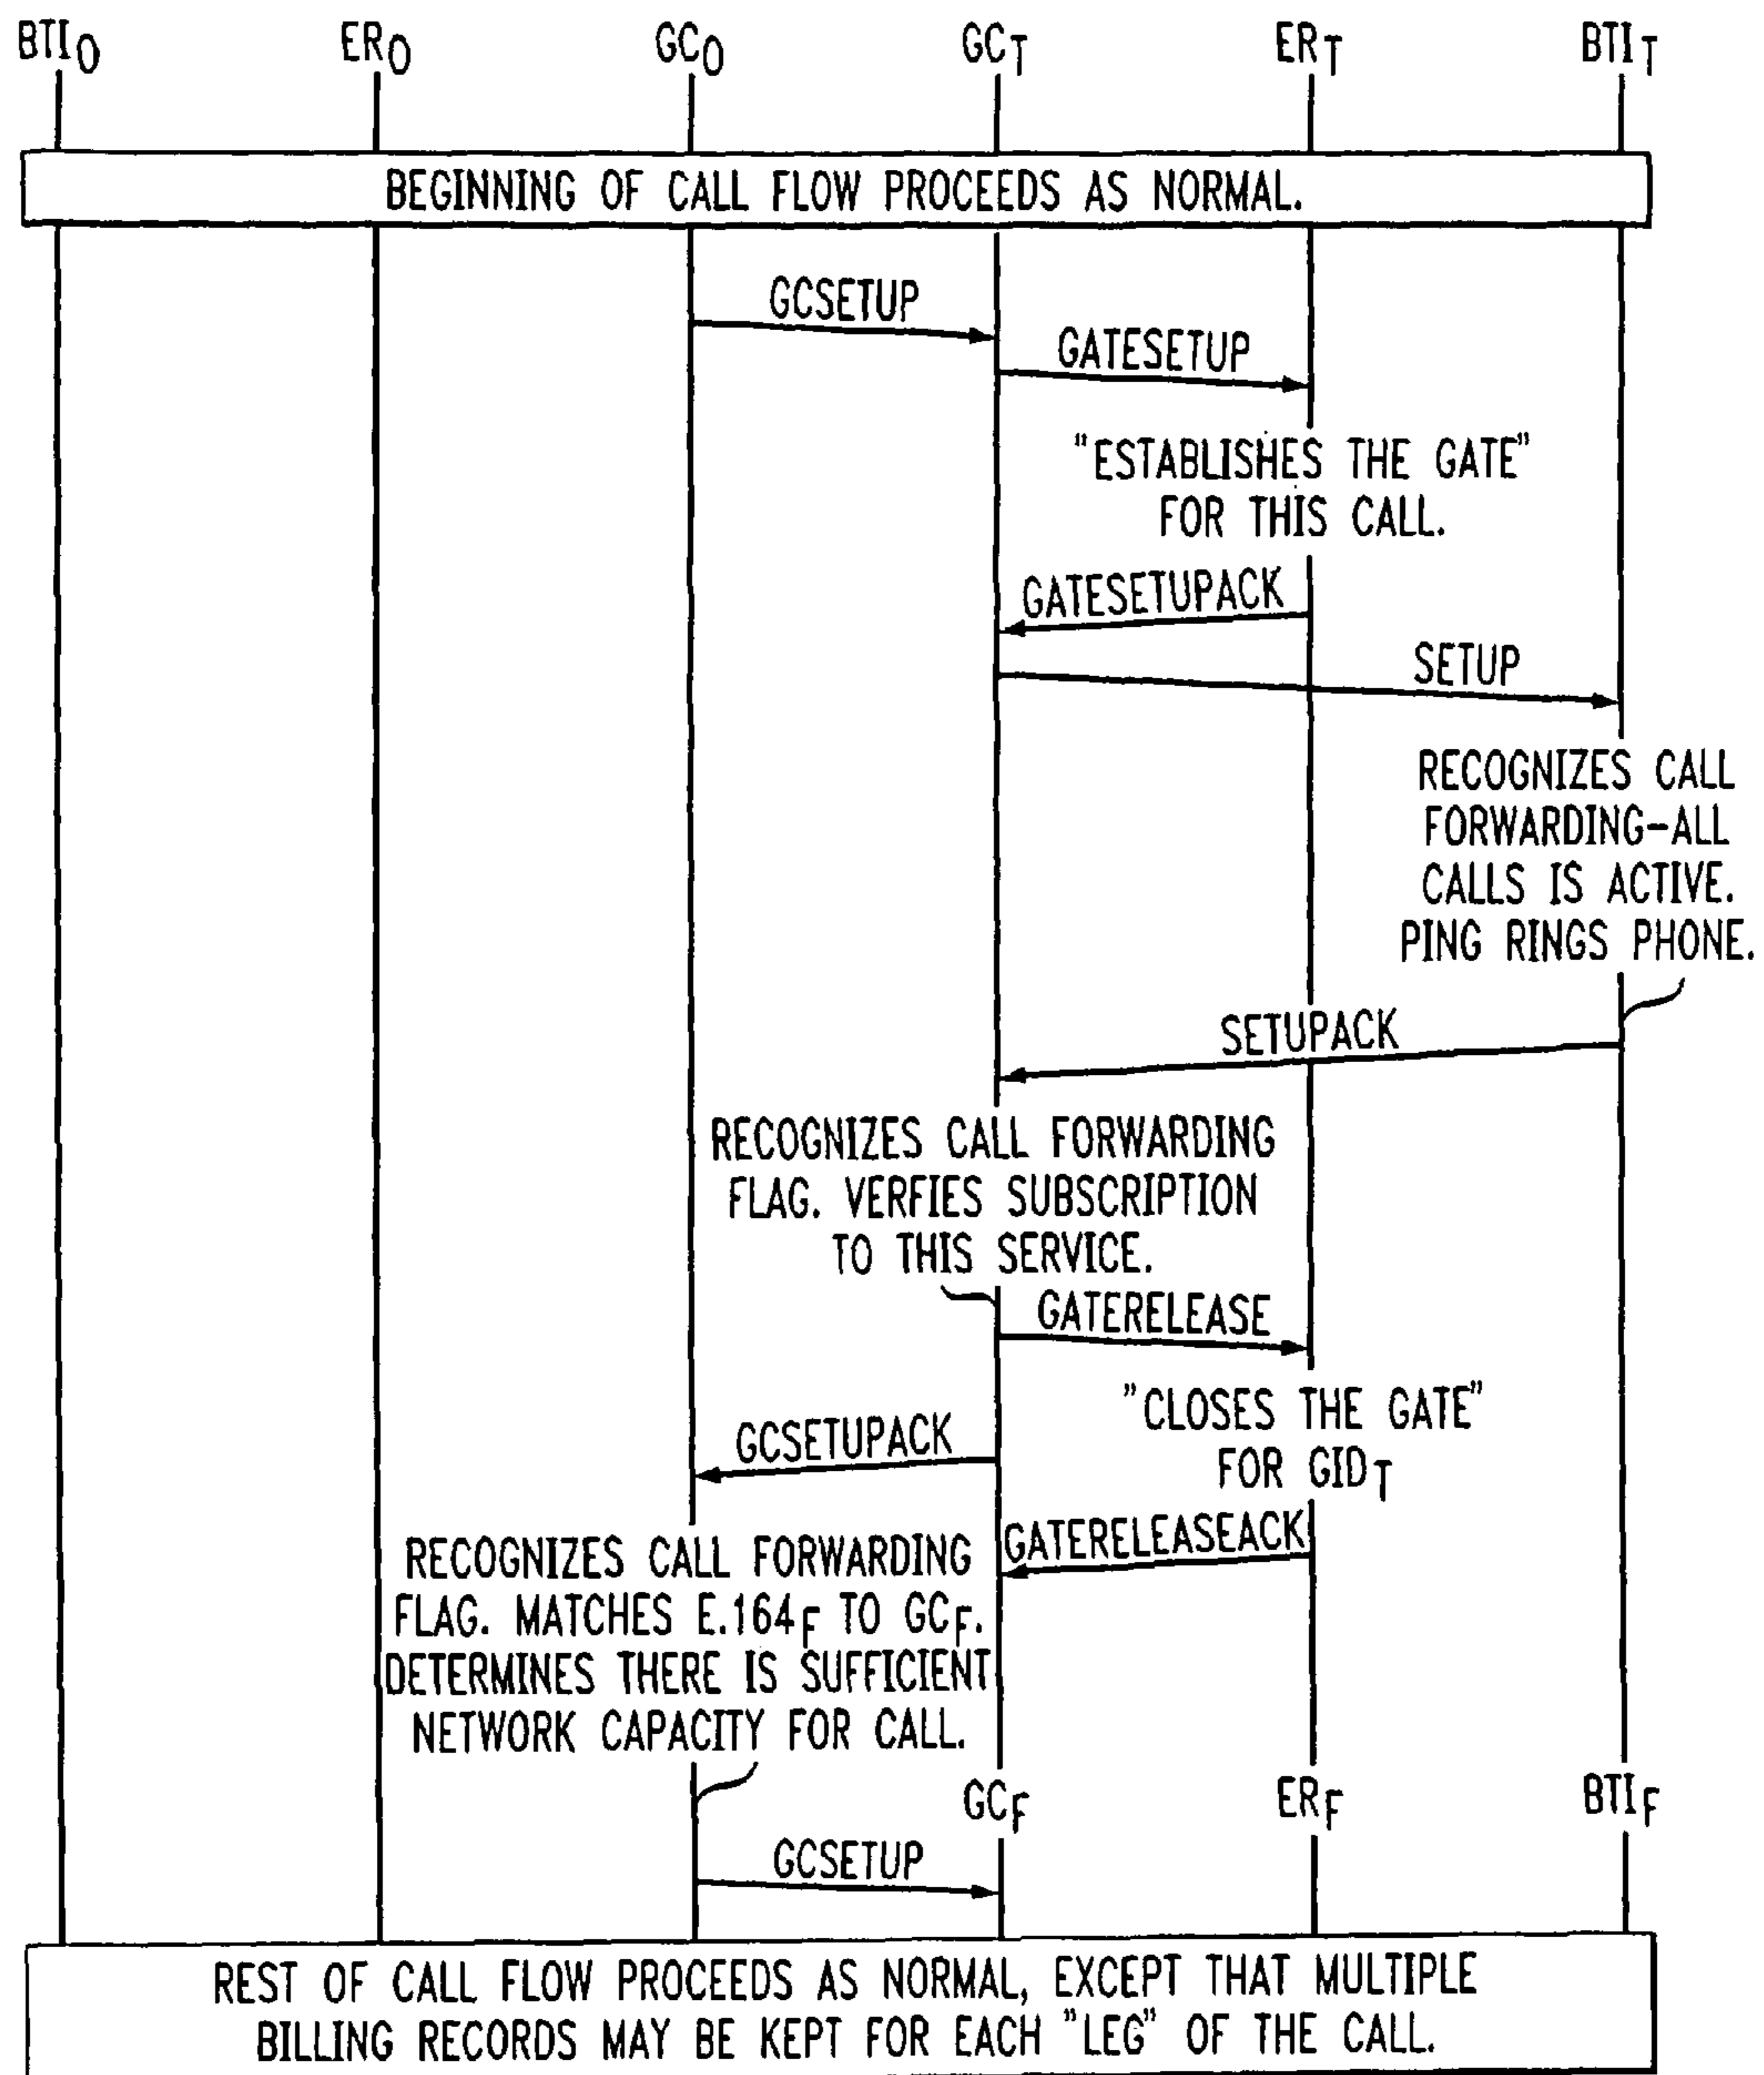 BTIO ERO GCO GCT ERT BTIT
BEGINNING OF CALL FLOW PROCEEDS AS NORMAL.
GCSETUP
GATESETUP
"ESTABLISHES THE GATE"
FOR THIS CALL.
GATESETUPACK
SETUP
RECOGNIZES CALL
FORWARDING-ALL
CALLS IS ACTIVE.
PING RINGS PHONE.
SETUPACK
RECOGNIZES CALL FORWARDING
FLAG. VERFIES SUBSCRIPTION
TO THIS SERVICE.
GATERELEASE
"CLOSES THE GATE"
FOR GIDT
GCSETUPACK
GATERELEASEACK
RECOGNIZES CALL FORWARDING
FLAG. MATCHES E.164F TO GCF.
DETERMINES THERE IS SUFFICIENT
NETWORK CAPACITY FOR CALL.
GCF ERF BTIF
GCSETUP
REST OF CALL FLOW PROCEEDS AS NORMAL, EXCEPT THAT MULTIPLE
BILLING RECORDS MAY BE KEPT FOR EACH "LEG" OF THE CALL.